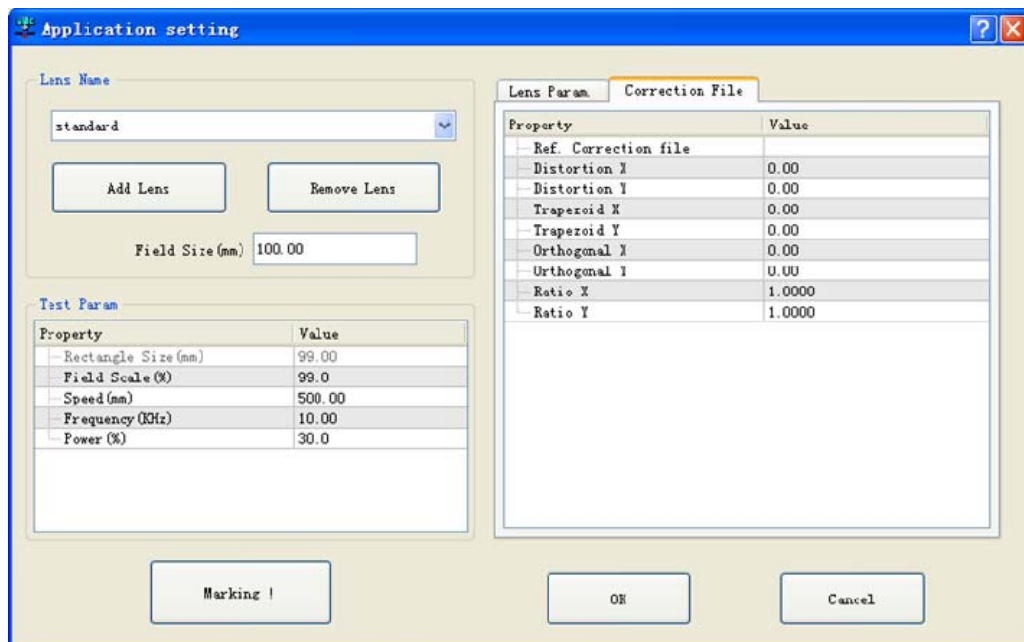 Application setting
Lens Name
standard
Add Lens
Remove Lens
Field Size(mm) 100.00
Test Param
Property Value
Rectangle Size(mm) 99.00
Field Scale(%) 99.0
Speed(mm) 500.00
Frequency(KHz) 10.00
Power(%) 30.0
Marking !
Lens Param. Correction File
Property Value
Ref. Correction file
Distortion X 0.00
Distortion Y 0.00
Trapezoid X 0.00
Trapezoid Y 0.00
Orthogonal X 0.00
Orthogonal Y 0.00
Ratio X 1.0000
Ratio Y 1.0000
OK
Cancel